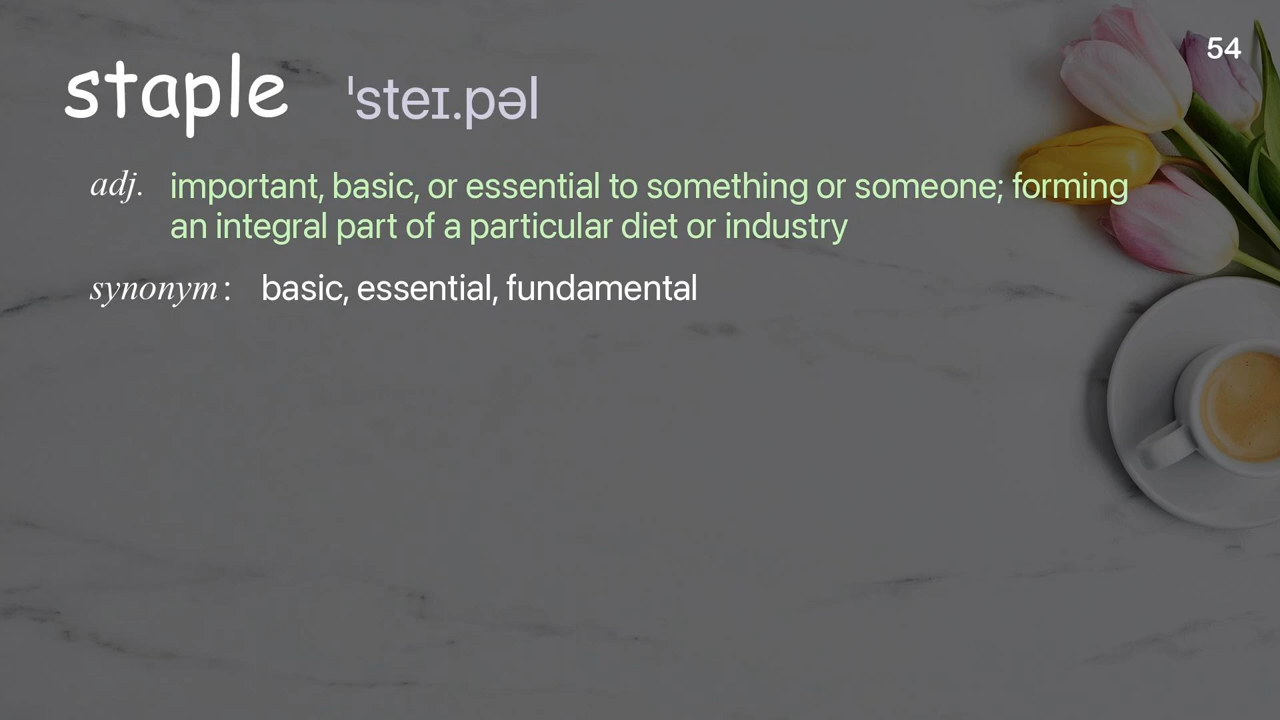 54
staple ˈsteɪ.pəl
adj. important, basic, or essential to something or someone; forming
an integral part of a particular diet or industry
synonym: basic, essential, fundamental